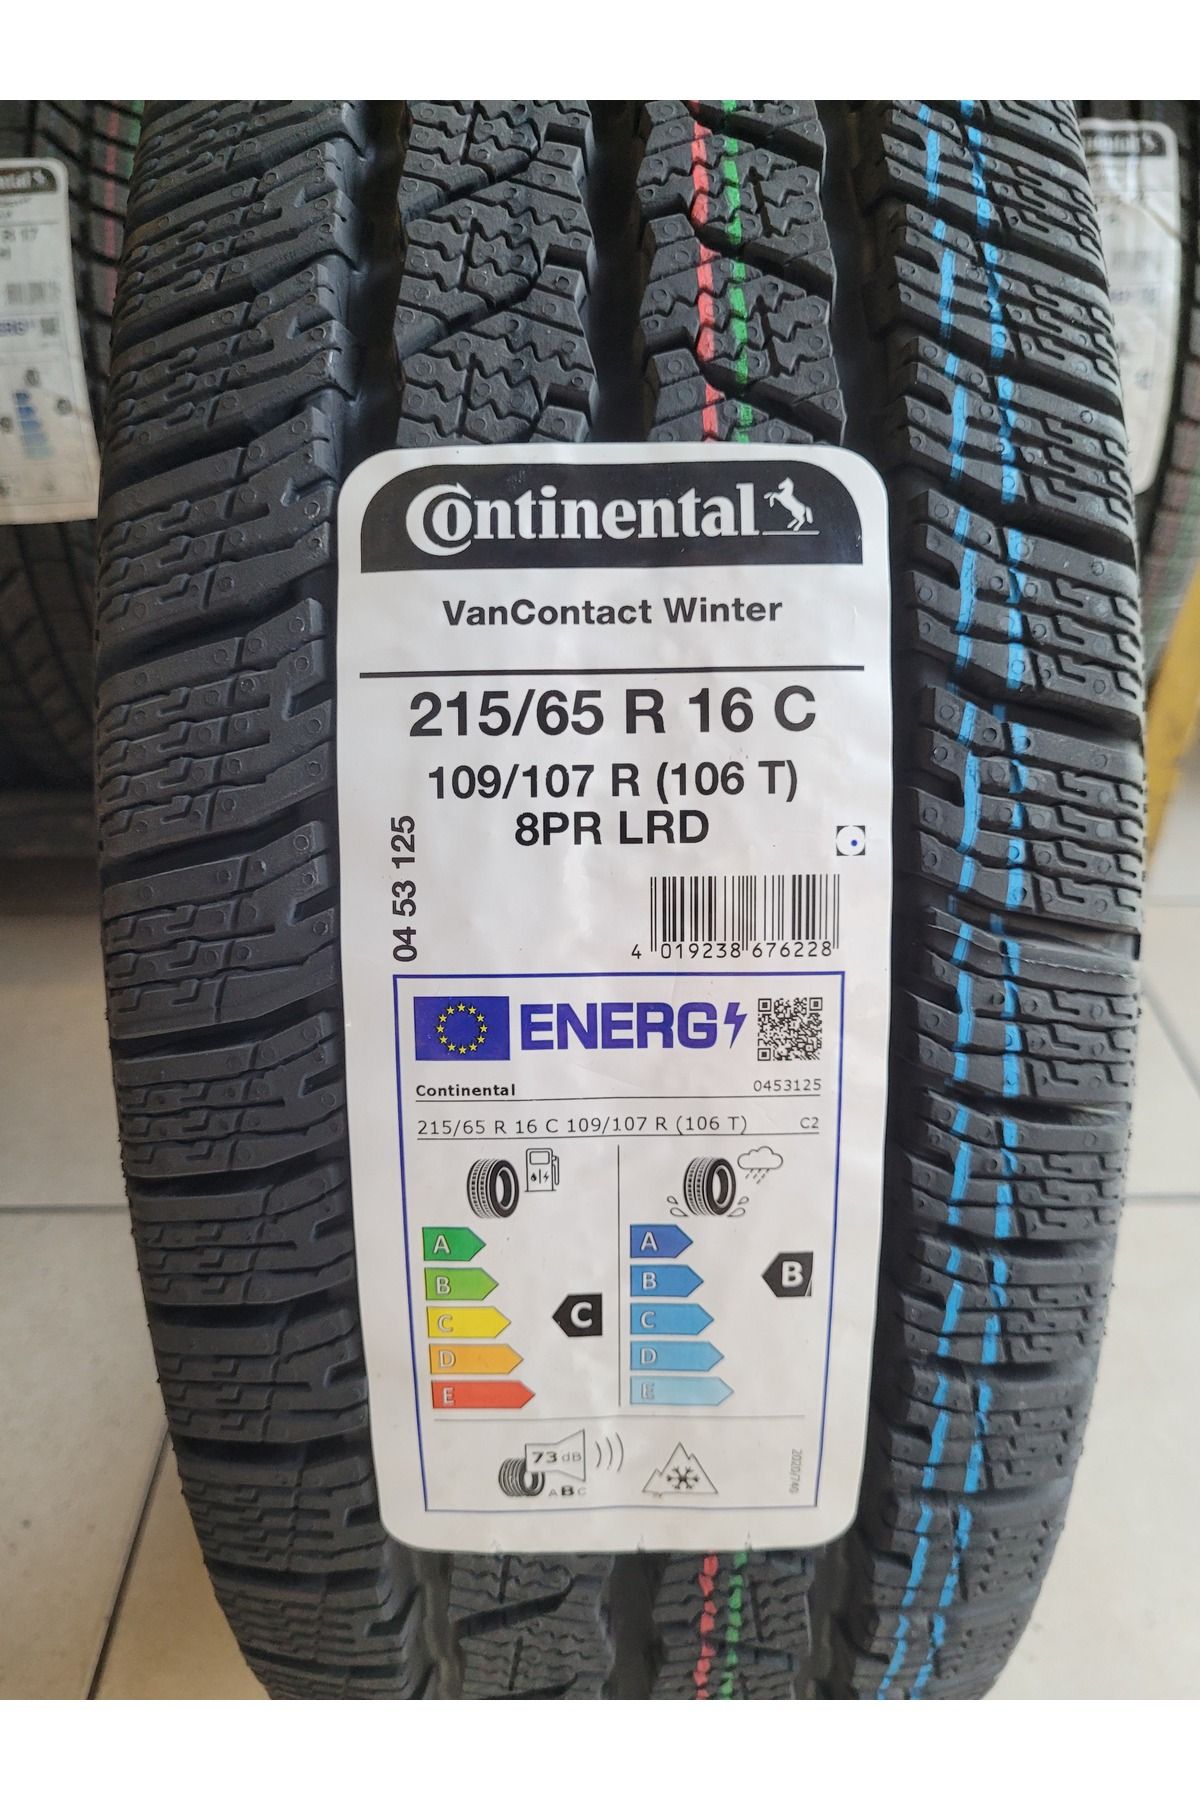 Continental
VanContact Winter
215/65 R 16 C
109/107 R (106 T)
8PR LRD
04 53 125
4 019238 676228
ENERG
Continental 0453125
215/65 R 16 C 109/107 R (106 T) C2
A
B
C
D
E
C
A
B
C
D
E
B
73 dB
ABC
2020/740